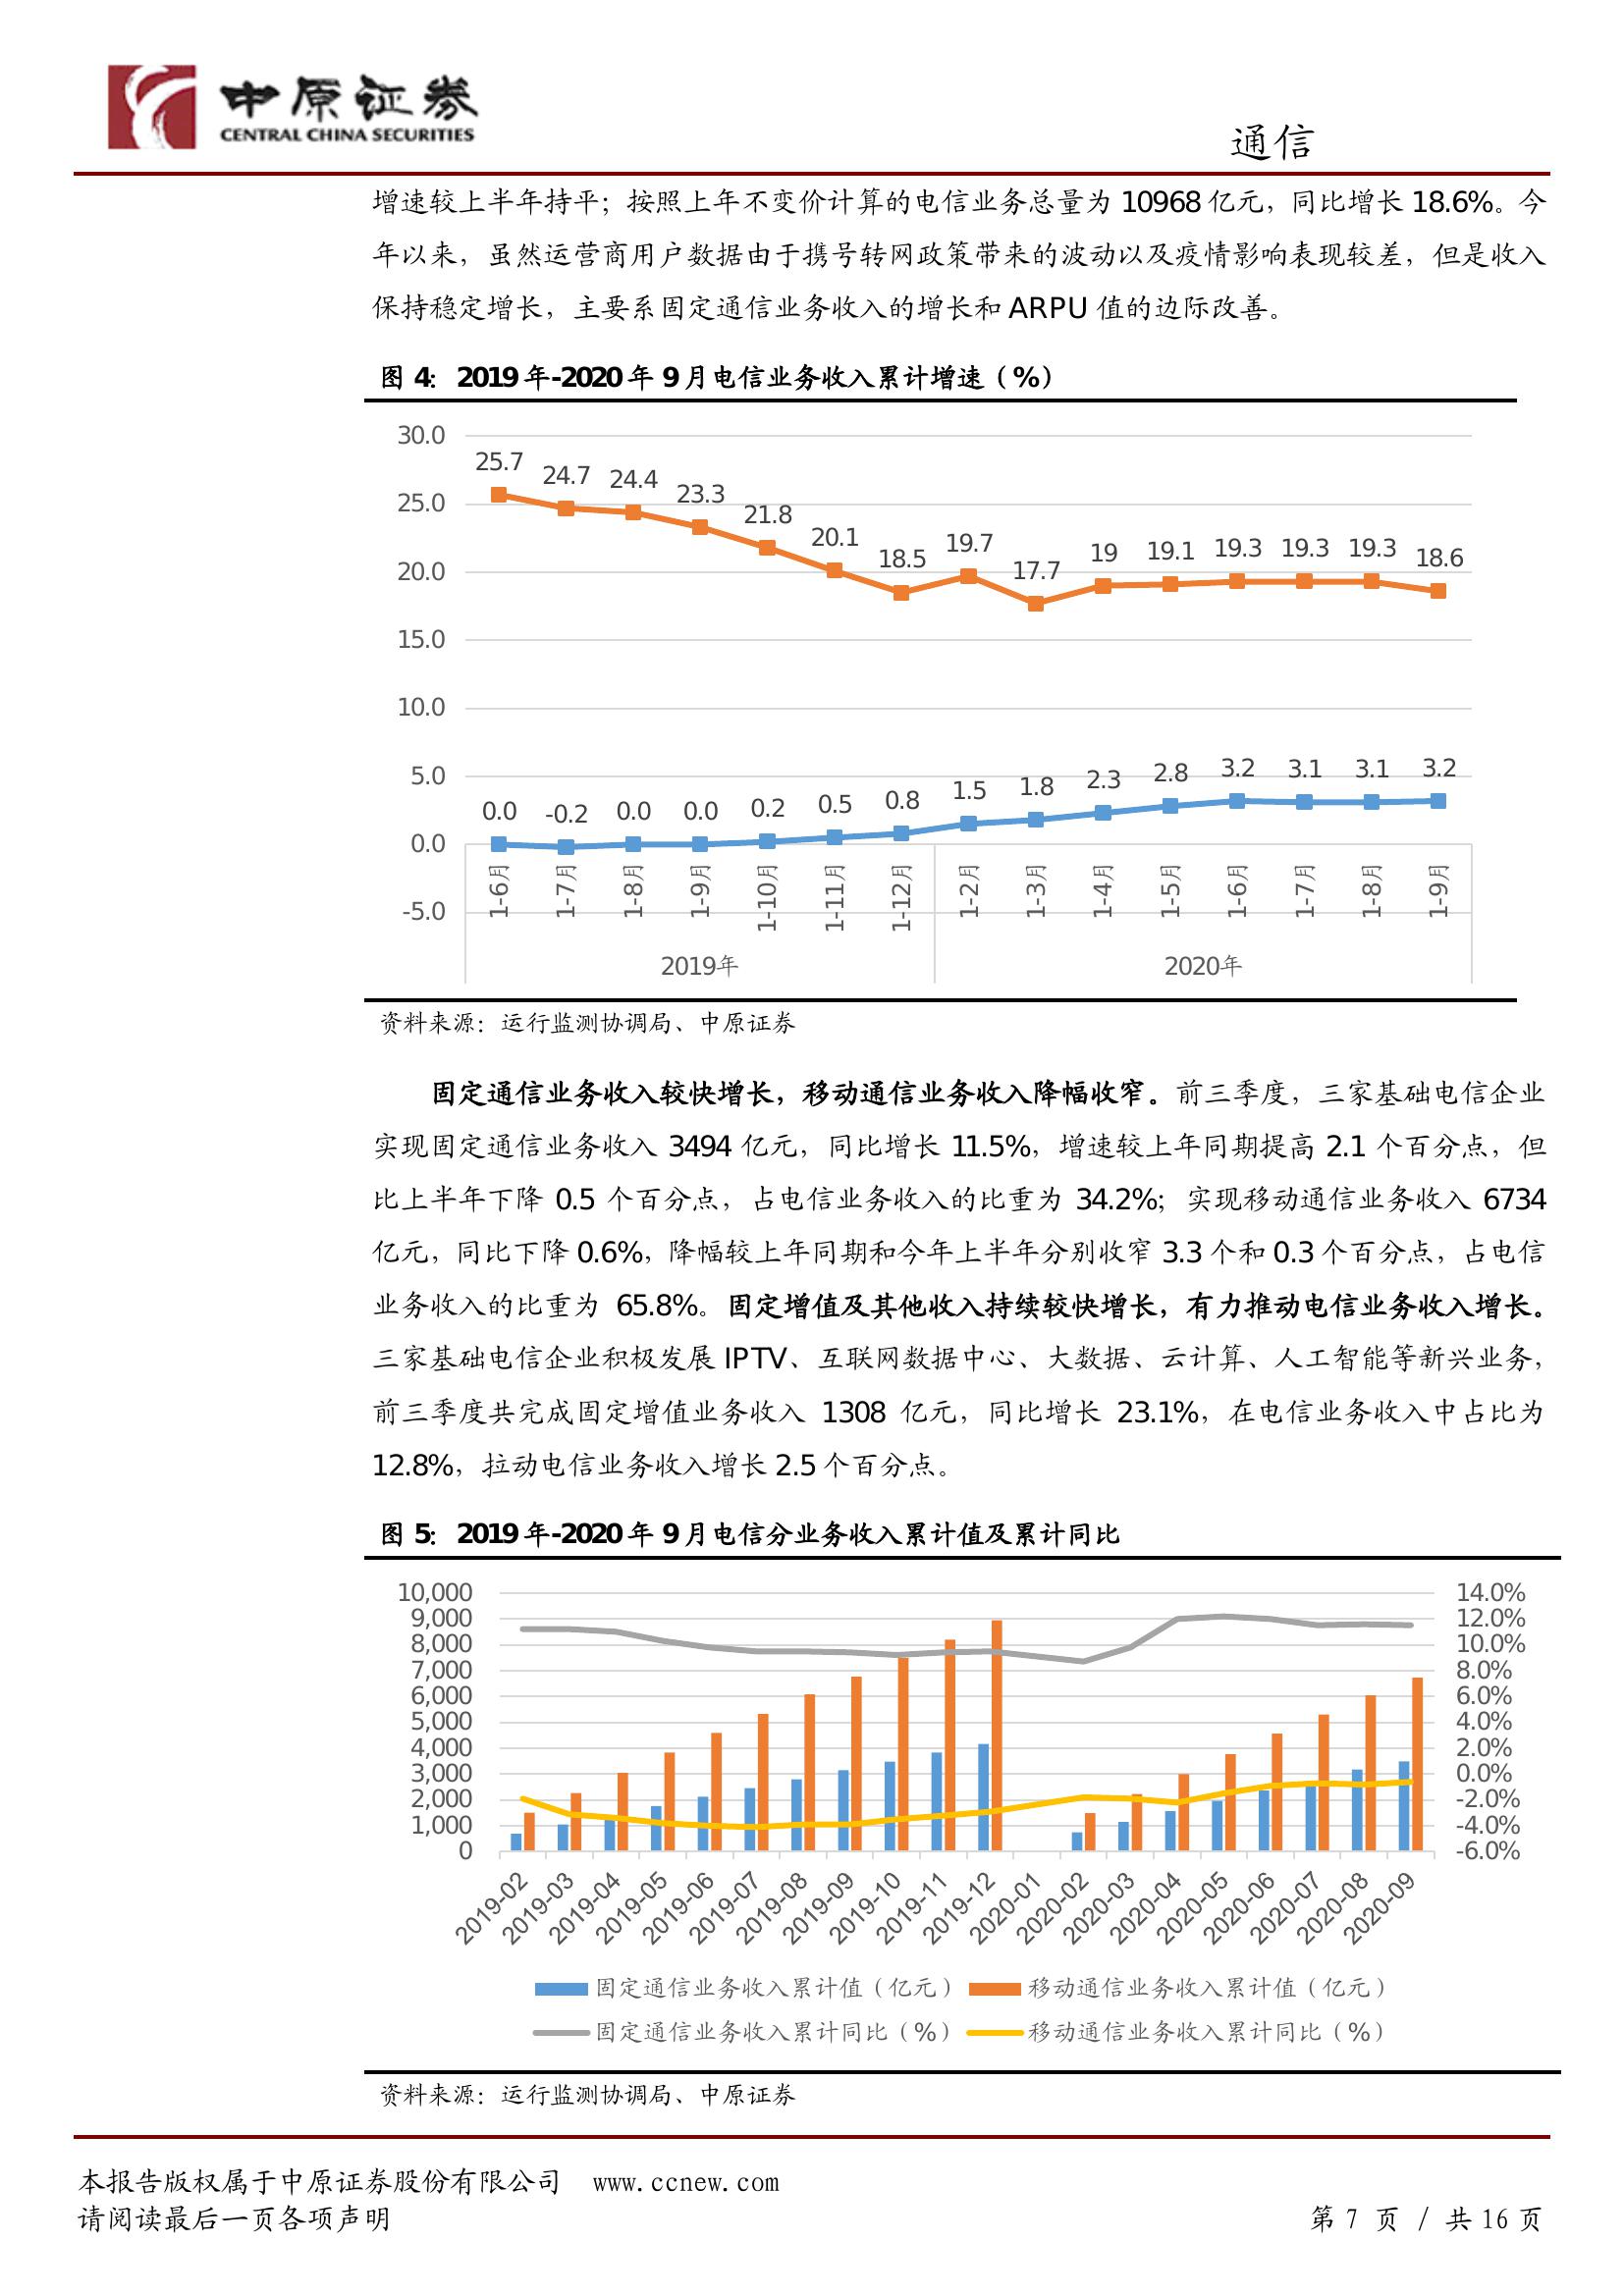 中原证券
CENTRAL CHINA SECURITIES
通信
增速较上半年持平；按照上年不变价计算的电信业务总量为 10968 亿元，同比增长 18.6%。今
年以来，虽然运营商用户数据由于携号转网政策带来的波动以及疫情影响表现较差，但是收入
保持稳定增长，主要系固定通信业务收入的增长和 ARPU 值的边际改善。
图 4： 2019 年-2020 年 9 月电信业务收入累计增速（%）
30.0
25.0
20.0
15.0
10.0
5.0
0.0
-5.0
25.7 24.7 24.4 23.3 21.8 20.1 18.5 19.7 17.7 19 19.1 19.3 19.3 19.3 18.6
0.0 -0.2 0.0 0.0 0.2 0.5 0.8 1.5 1.8 2.3 2.8 3.2 3.1 3.1 3.2
1-6月 1-7月 1-8月 1-9月 1-10月 1-11月 1-12月 1-2月 1-3月 1-4月 1-5月 1-6月 1-7月 1-8月 1-9月
2019年 2020年
资料来源：运行监测协调局、中原证券
固定通信业务收入较快增长，移动通信业务收入降幅收窄。前三季度，三家基础电信企业
实现固定通信业务收入 3494 亿元，同比增长 11.5%，增速较上年同期提高 2.1 个百分点，但
比上半年下降 0.5 个百分点，占电信业务收入的比重为 34.2%；实现移动通信业务收入 6734
亿元，同比下降 0.6%，降幅较上年同期和今年上半年分别收窄 3.3 个和 0.3 个百分点，占电信
业务收入的比重为 65.8%。固定增值及其他收入持续较快增长，有力推动电信业务收入增长。
三家基础电信企业积极发展 IPTV、互联网数据中心、大数据、云计算、人工智能等新兴业务，
前三季度共完成固定增值业务收入 1308 亿元，同比增长 23.1%，在电信业务收入中占比为
12.8%，拉动电信业务收入增长 2.5 个百分点。
图 5： 2019 年-2020 年 9 月电信分业务收入累计值及累计同比
10,000 14.0%
9,000 12.0%
8,000 10.0%
7,000 8.0%
6,000 6.0%
5,000 4.0%
4,000 2.0%
3,000 0.0%
2,000 -2.0%
1,000 -4.0%
0 -6.0%
2019-02 2019-03 2019-04 2019-05 2019-06 2019-07 2019-08 2019-09 2019-10 2019-11 2019-12 2020-01 2020-02 2020-03 2020-04 2020-05 2020-06 2020-07 2020-08 2020-09
固定通信业务收入累计值（亿元） 移动通信业务收入累计值（亿元）
固定通信业务收入累计同比（%） 移动通信业务收入累计同比（%）
资料来源：运行监测协调局、中原证券
本报告版权属于中原证券股份有限公司 www.ccnew.com
请阅读最后一页各项声明 第 7 页 / 共 16 页